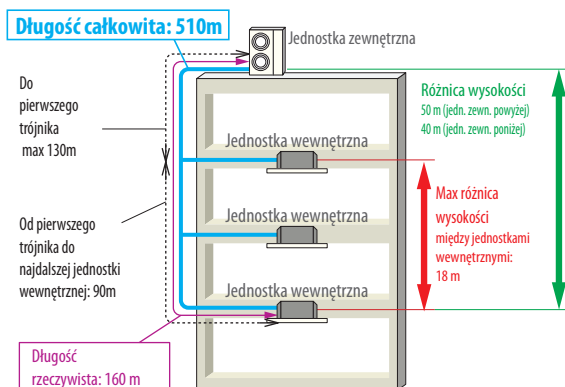 Długość całkowita: 510m
Jednostka zewnętrzna
Do
pierwszego
trójnika
max 130m
Różnica wysokości
50 m (jedn. zewn. powyżej)
40 m (jedn. zewn. poniżej)
Jednostka wewnętrzna
Max różnica
wysokości
między jednostkami
wewnętrznymi:
18 m
Od pierwszego
trójnika do
najdalszej jednostki
wewnętrznej: 90m
Jednostka wewnętrzna
Jednostka wewnętrzna
Długość
rzeczywista: 160 m